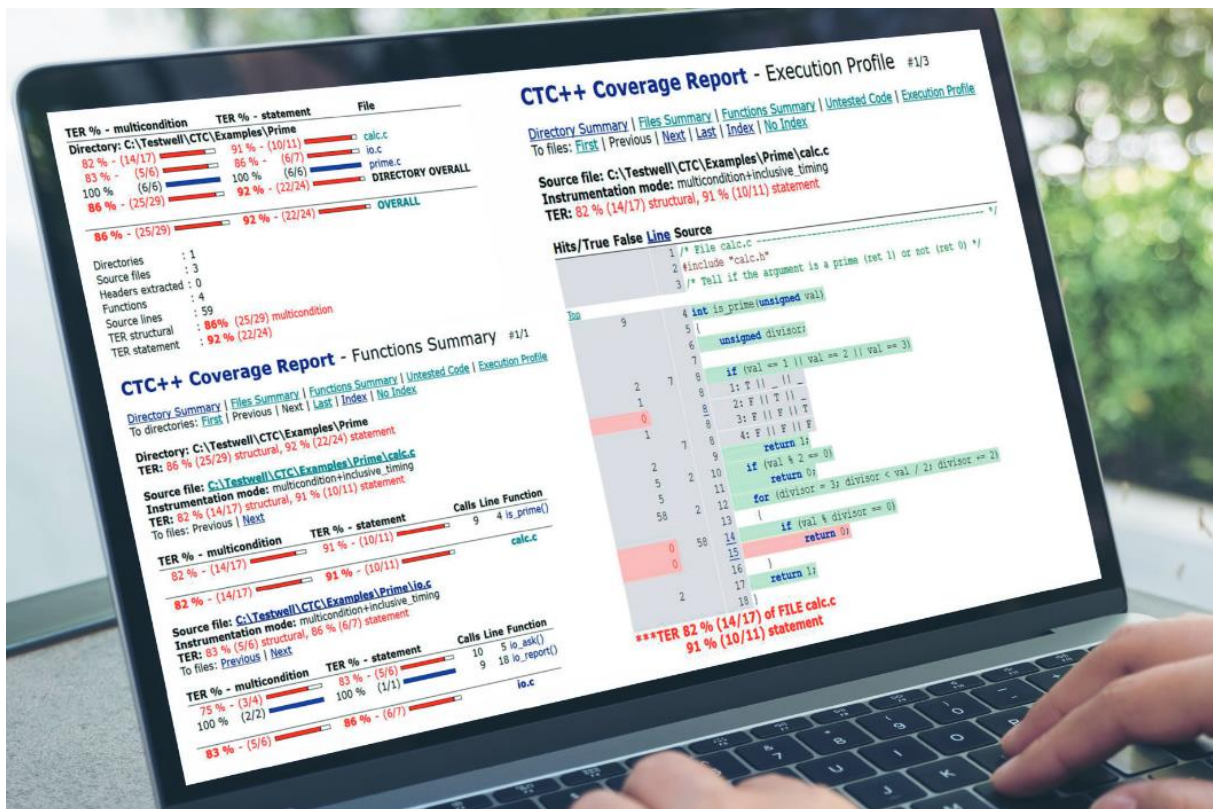 TER % - multicondition TER % - statement File
Directory: C:\Testwell\CTC\Examples\Prime
82 % - (14/17) 91 % - (10/11) calc.c
83 % - (5/6) 86 % - (6/7) io.c
100 % (6/6) 100 % (6/6) prime.c
86 % - (25/29) 92 % - (22/24) DIRECTORY OVERALL
86 % - (25/29) 92 % - (22/24) OVERALL
Directories : 1
Source files : 3
Headers extracted : 0
Functions : 4
Source lines : 59
TER structural : 86% (25/29) multicondition
TER statement : 92 % (22/24)
CTC++ Coverage Report - Functions Summary #1/1
Directory Summary | Files Summary | Functions Summary | Untested Code | Execution Profile
To directories: First | Previous | Next | Last | Index | No Index
Directory: C:\Testwell\CTC\Examples\Prime
TER: 86 % (25/29) structural, 92 % (22/24) statement
Source file: C:\Testwell\CTC\Examples\Prime\calc.c
Instrumentation mode: multicondition+inclusive_timing
TER: 82 % (14/17) structural, 91 % (10/11) statement
To files: Previous | Next
TER % - multicondition TER % - statement Calls Line Function
82 % - (14/17) 91 % - (10/11) 9 4 is_prime()
82 % - (14/17) 91 % - (10/11) calc.c
Source file: C:\Testwell\CTC\Examples\Prime\io.c
Instrumentation mode: multicondition+inclusive_timing
TER: 83 % (5/6) structural, 86 % (6/7) statement
To files: Previous | Next
TER % - multicondition TER % - statement Calls Line Function
75 % - (3/4) 83 % - (5/6) 10 5 io_ask()
100 % (2/2) 100 % (1/1) 9 18 io_report()
83 % - (5/6) 86 % - (6/7) io.c
CTC++ Coverage Report - Execution Profile #1/3
Directory Summary | Files Summary | Functions Summary | Untested Code | Execution Profile
To files: First | Previous | Next | Last | Index | No Index
Source file: C:\Testwell\CTC\Examples\Prime\calc.c
Instrumentation mode: multicondition+inclusive_timing
TER: 82 % (14/17) structural, 91 % (10/11) statement
Hits/True False Line Source
1 /* File calc.c ---------------------------------------- */
2 #include "calc.h"
3 /* Tell if the argument is a prime (ret 1) or not (ret 0) */
Top
9 4 int is_prime(unsigned val)
5 {
6 unsigned divisor;
7
2 7 8 if (val == 1 || val == 2 || val == 3)
1 8 1: T || _ || _
0 8 2: F || T || _
1 8 3: F || F || T
7 8 4: F || F || F
2 9 return 1;
5 2 10 if (val % 2 == 0)
5 11 return 0;
58 2 12 for (divisor = 3; divisor < val / 2; divisor += 2)
13 {
0 58 14 if (val % divisor == 0)
0 15 return 0;
16 }
2 17 return 1;
18 }
***TER 82 % (14/17) of FILE calc.c
91 % (10/11) statement